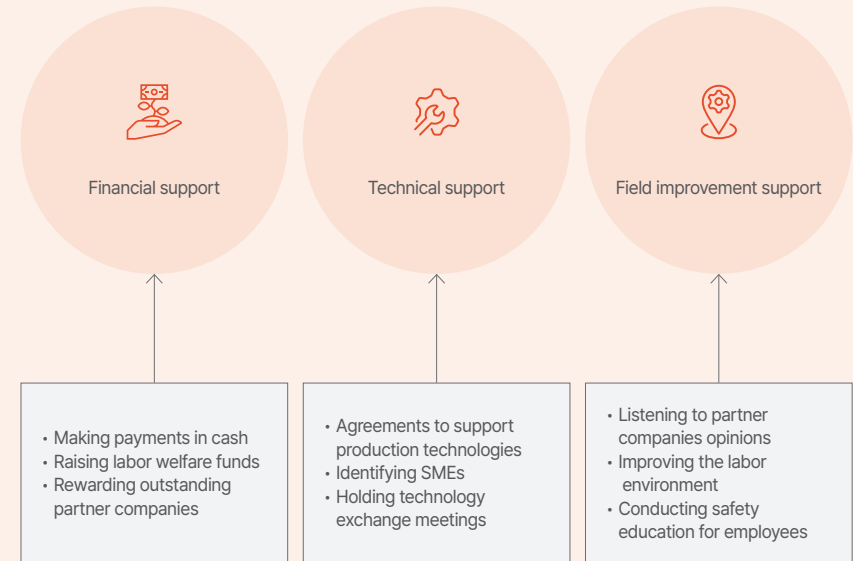 Financial support
Technical support
Field improvement support
• Making payments in cash
• Raising labor welfare funds
• Rewarding outstanding
partner companies
• Agreements to support
production technologies
• Identifying SMEs
• Holding technology
exchange meetings
• Listening to partner
companies opinions
• Improving the labor
environment
• Conducting safety
education for employees